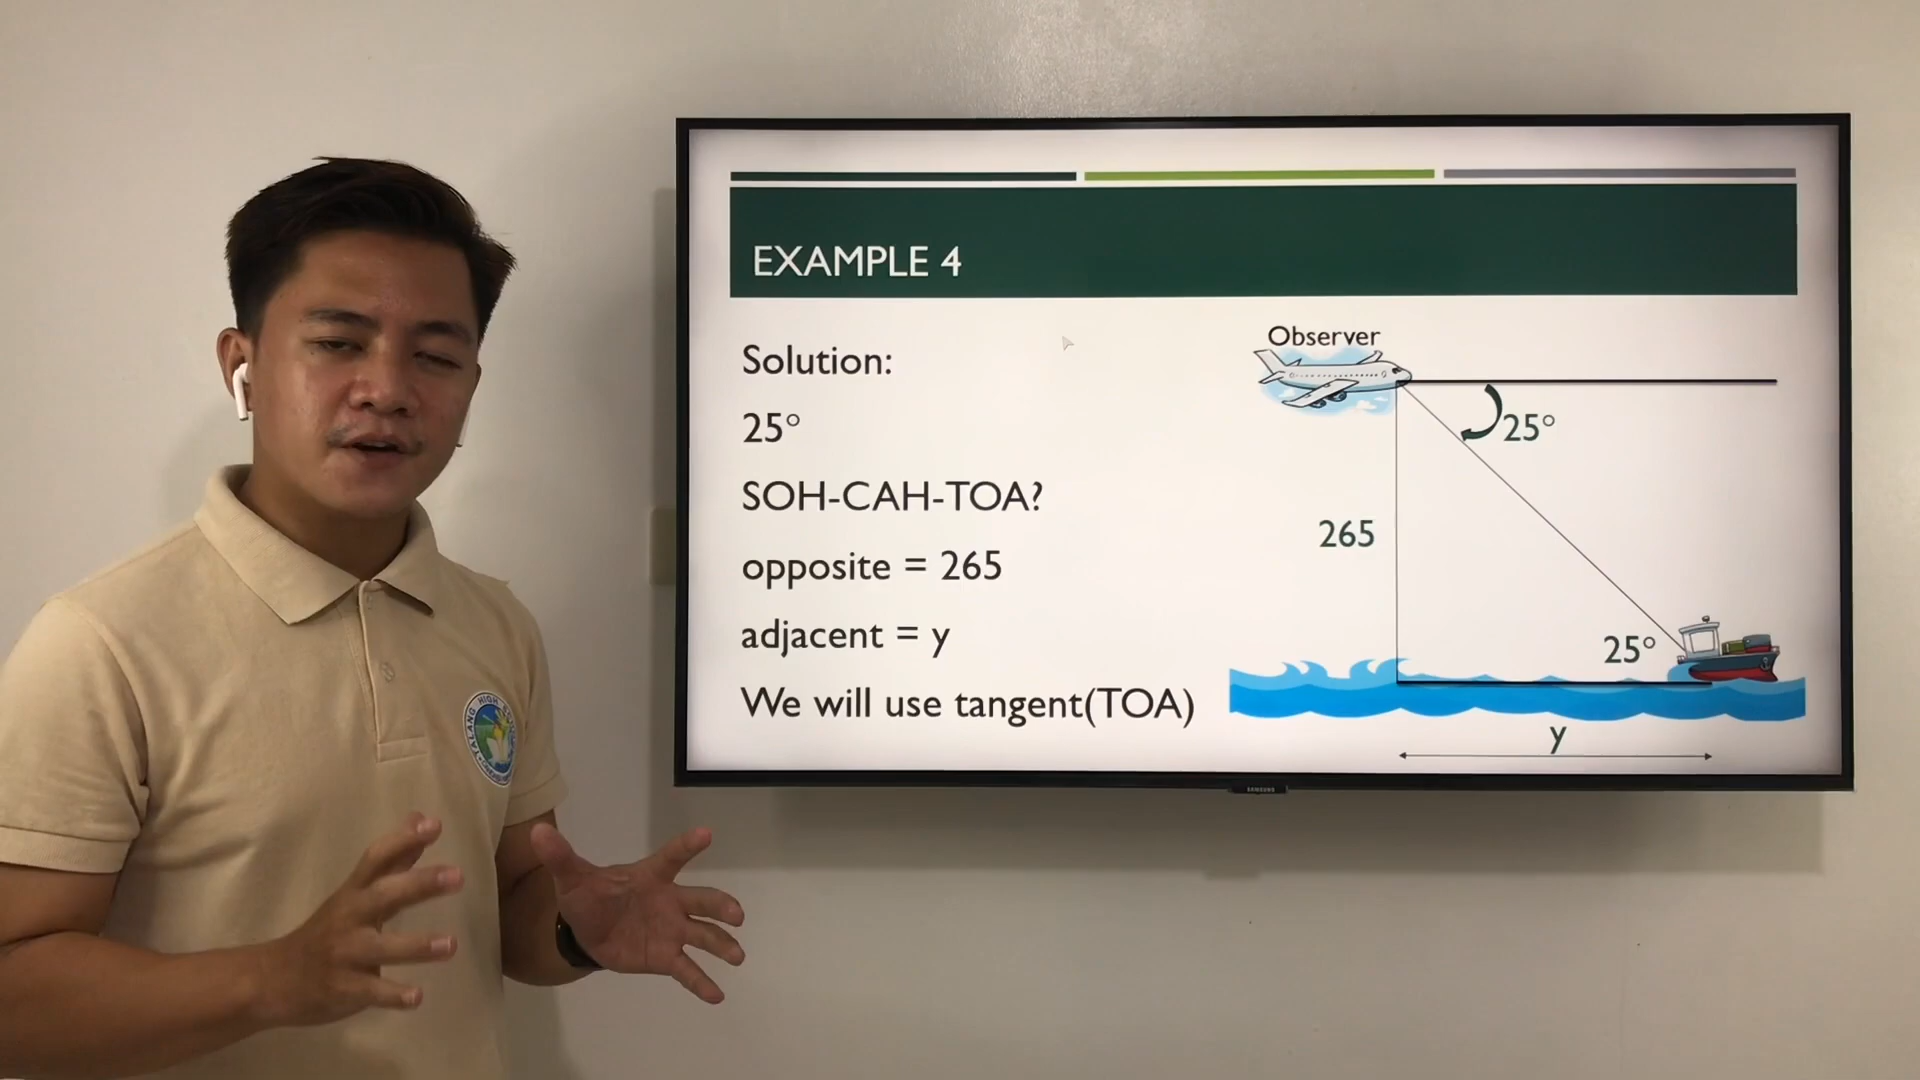 EXAMPLE 4
Solution:
25°
SOH-CAH-TOA?
opposite = 265
adjacent = y
We will use tangent(TOA)
Observer
25°
265
25°
y
SAMSUNG
HIGH